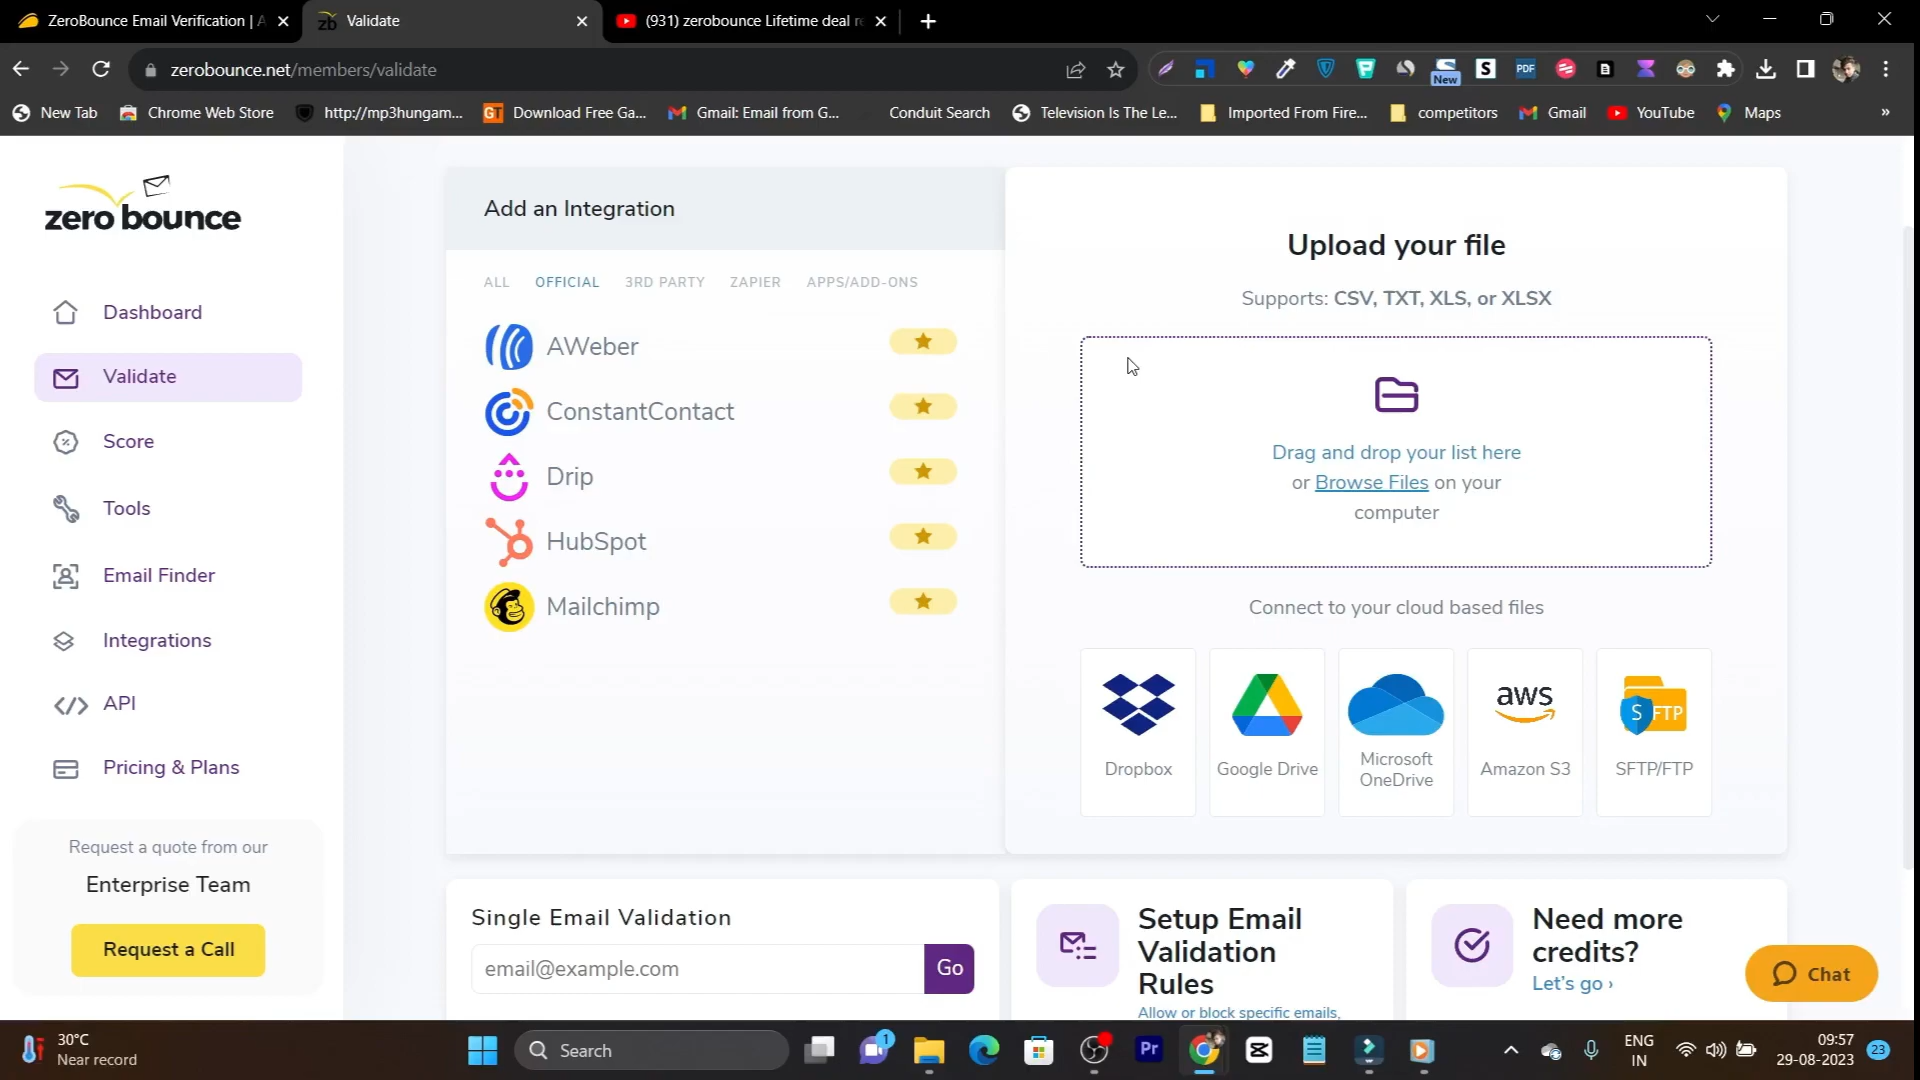 ZeroBounce Email Verification | A
Validate
(931) zerobounce Lifetime deal re
zerobounce.net/members/validate
New
PDF
New Tab
Chrome Web Store
http://mp3hungam...
Download Free Ga...
Gmail: Email from G...
Conduit Search
Television Is The Le...
Imported From Fire...
competitors
Gmail
YouTube
Maps
zero bounce
Dashboard
Validate
Score
Tools
Email Finder
Integrations
API
Pricing & Plans
Request a quote from our
Enterprise Team
Request a Call
Add an Integration
ALL OFFICIAL 3RD PARTY ZAPIER APPS/ADD-ONS
AWeber
ConstantContact
Drip
HubSpot
Mailchimp
Upload your file
Supports: CSV, TXT, XLS, or XLSX
Drag and drop your list here
or Browse Files on your
computer
Connect to your cloud based files
Dropbox
Google Drive
Microsoft
OneDrive
aws
Amazon S3
SFTP
SFTP/FTP
Single Email Validation
email@example.com
Go
Setup Email
Validation
Rules
Allow or block specific emails,
Need more
credits?
Let's go ›
Chat
30°C
Near record
Search
1
Pr
ENG
IN
09:57
29-08-2023
23